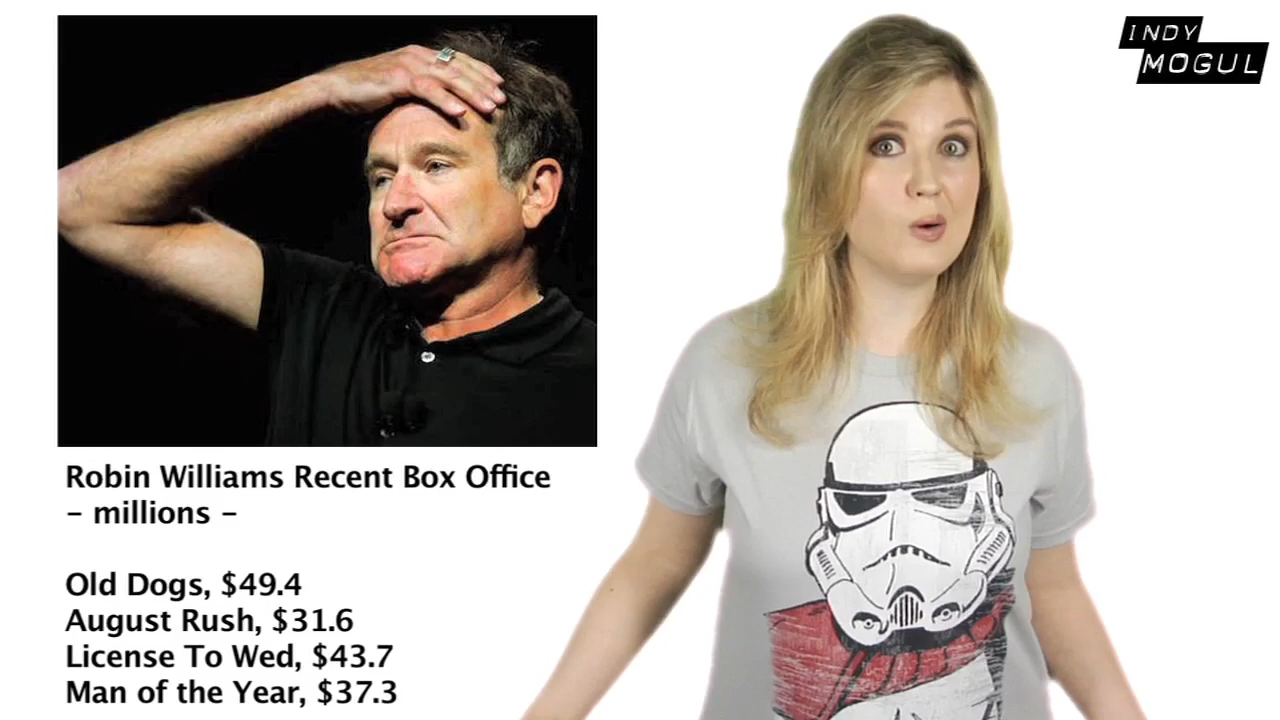 INDY
MOGUL
Robin Williams Recent Box Office
- millions -
Old Dogs, $49.4
August Rush, $31.6
License To Wed, $43.7
Man of the Year, $37.3